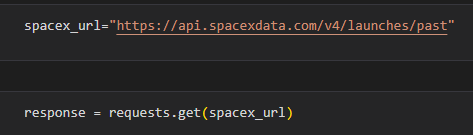 spacex_url="https://api.spacexdata.com/v4/launches/past"
response = requests.get(spacex_url)